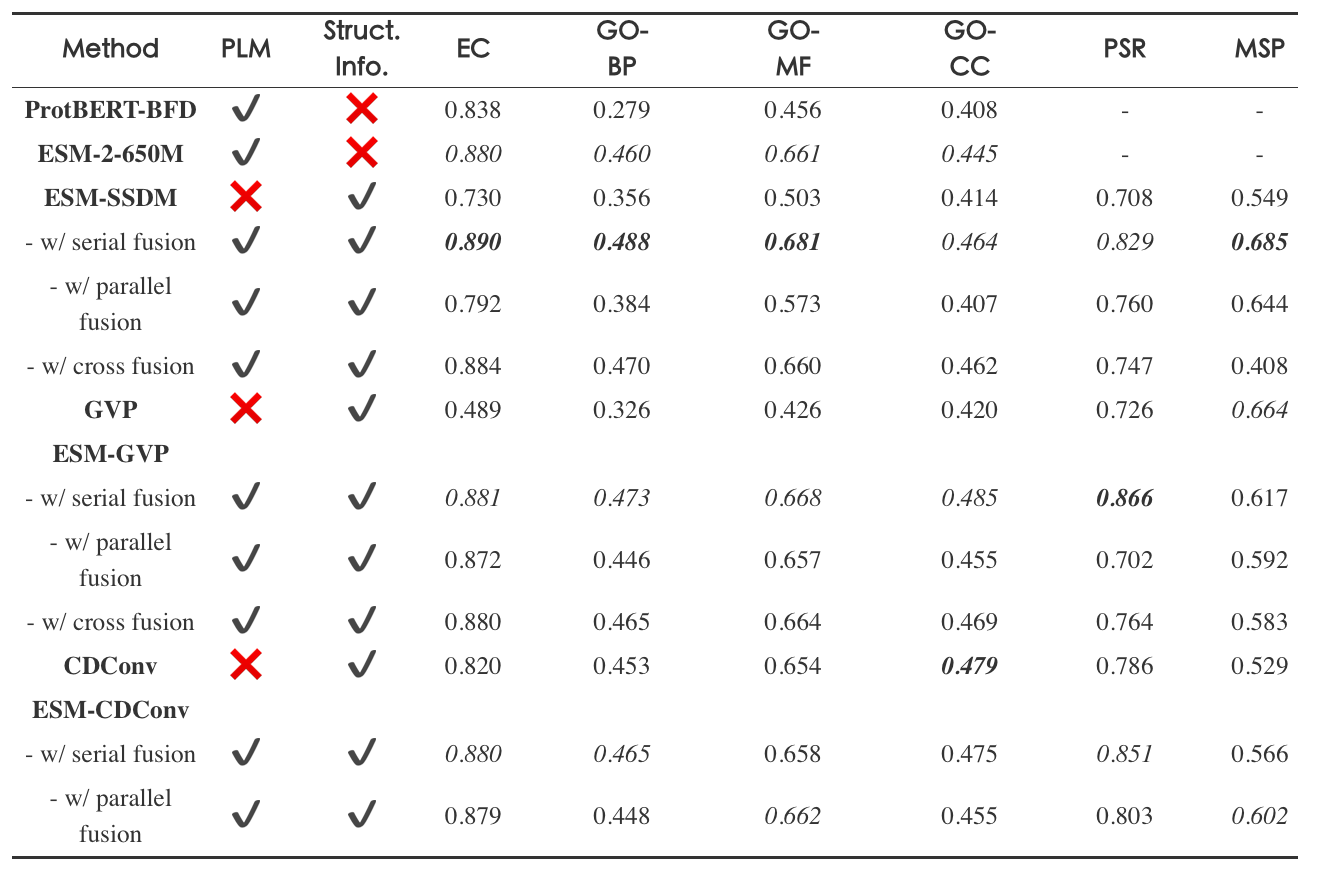 Method PLM Struct. Info. EC GO-BP GO-MF GO-CC PSR MSP
ProtBERT-BFD ✔ ❌ 0.838 0.279 0.456 0.408 - -
ESM-2-650M ✔ ❌ 0.880 0.460 0.661 0.445 - -
ESM-SSDM ❌ ✔ 0.730 0.356 0.503 0.414 0.708 0.549
- w/ serial fusion ✔ ✔ 0.890 0.488 0.681 0.464 0.829 0.685
- w/ parallel fusion ✔ ✔ 0.792 0.384 0.573 0.407 0.760 0.644
- w/ cross fusion ✔ ✔ 0.884 0.470 0.660 0.462 0.747 0.408
GVP ❌ ✔ 0.489 0.326 0.426 0.420 0.726 0.664
ESM-GVP
- w/ serial fusion ✔ ✔ 0.881 0.473 0.668 0.485 0.866 0.617
- w/ parallel fusion ✔ ✔ 0.872 0.446 0.657 0.455 0.702 0.592
- w/ cross fusion ✔ ✔ 0.880 0.465 0.664 0.469 0.764 0.583
CDConv ❌ ✔ 0.820 0.453 0.654 0.479 0.786 0.529
ESM-CDConv
- w/ serial fusion ✔ ✔ 0.880 0.465 0.658 0.475 0.851 0.566
- w/ parallel fusion ✔ ✔ 0.879 0.448 0.662 0.455 0.803 0.602